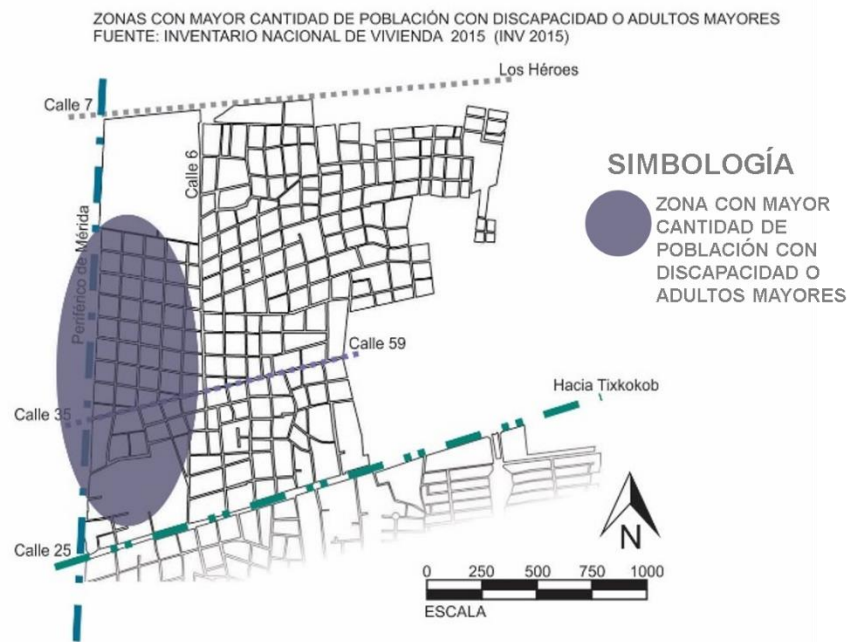 ZONAS CON MAYOR CANTIDAD DE POBLACIÓN CON DISCAPACIDAD O ADULTOS MAYORES
FUENTE: INVENTARIO NACIONAL DE VIVIENDA 2015 (INV 2015)
Los Héroes
Calle 7
Calle 6
Periférico de Mérida
SIMBOLOGÍA
ZONA CON MAYOR
CANTIDAD DE
POBLACIÓN CON
DISCAPACIDAD O
ADULTOS MAYORES
Calle 59
Hacia Tixkokob
Calle 35
Calle 25
N
0 250 500 750 1000
ESCALA